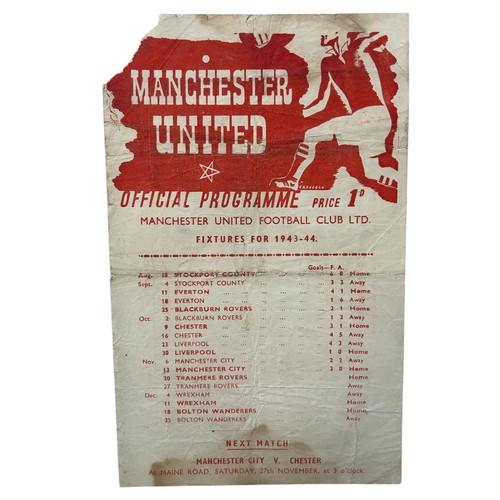 MANCHESTER
UNITED
OFFICIAL PROGRAMME PRICE 1D
MANCHESTER UNITED FOOTBALL CLUB LTD.
FIXTURES FOR 1943-44.
Goals—F. A.
Aug. 28 STOCKPORT COUNTY 6 0 Home
Sept. 4 STOCKPORT COUNTY 3 3 Away
11 EVERTON 4 1 Home
18 EVERTON 1 6 Away
25 BLACKBURN ROVERS 2 1 Home
Oct. 2 BLACKBURN ROVERS 1 2 Away
9 CHESTER 3 1 Home
16 CHESTER 4 5 Away
23 LIVERPOOL 4 3 Away
30 LIVERPOOL 1 0 Home
Nov. 6 MANCHESTER CITY 2 2 Away
13 MANCHESTER CITY 3 0 Home
20 TRANMERE ROVERS Home
27 TRANMERE ROVERS Away
Dec. 4 WREXHAM Away
11 WREXHAM Home
18 BOLTON WANDERERS Home
25 BOLTON WANDERERS Away
NEXT MATCH
MANCHESTER CITY V. CHESTER
At MAINE ROAD, SATURDAY, 27th NOVEMBER, at 3 o'clock.